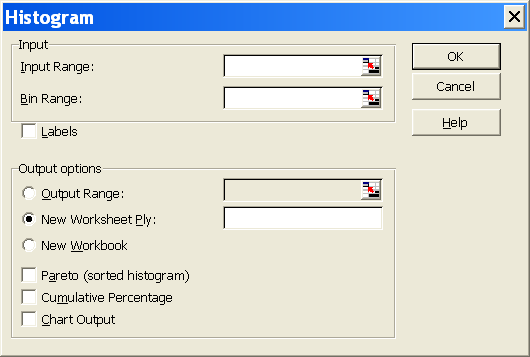 Histogram
Input
Input Range:
Bin Range:
Labels
OK
Cancel
Help
Output options
Output Range:
New Worksheet Ply:
New Workbook
Pareto (sorted histogram)
Cumulative Percentage
Chart Output